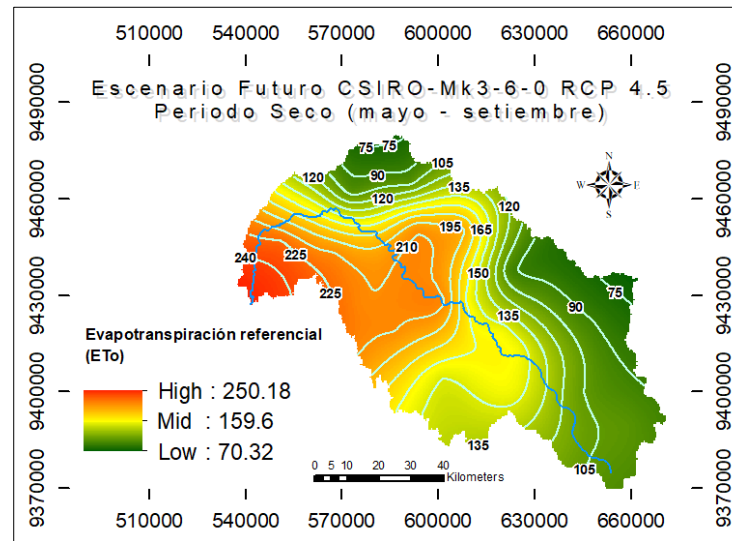 510000 540000 570000 600000 630000 660000
Escenario Futuro CSIRO-Mk3-6-0 RCP 4.5
Periodo Seco (mayo - setiembre)
9490000
9490000
9460000
9460000
9430000
9430000
9400000
9400000
9370000
9370000
N
W E
S
75 75
105
90
120
135
120
120
195
165
210
240
225
225
150
75
90
135
135
105
Evapotranspiración referencial
(ETo)
High : 250.18
Mid : 159.6
Low : 70.32
0 5 10 20 30 40
Kilometers
510000 540000 570000 600000 630000 660000